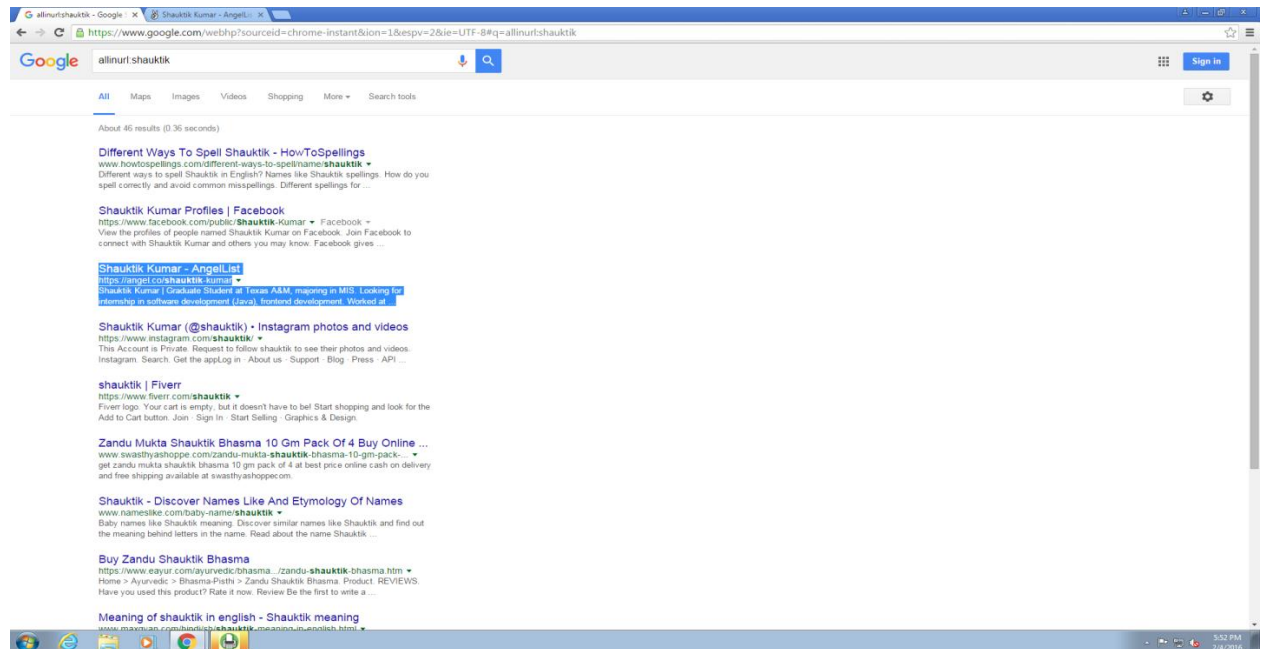 allinurl:shauktik - Google
Shauktik Kumar - AngelLi
https://www.google.com/webhp?sourceid=chrome-instant&ion=1&espv=2&ie=UTF-8#q=allinurl:shauktik
Google
allinurl:shauktik
Sign in
All Maps Images Videos Shopping More Search tools
About 46 results (0.36 seconds)
Different Ways To Spell Shauktik - HowToSpellings
www.howtospellings.com/different-ways-to-spell/name/shauktik
Different ways to spell Shauktik in English? Names like Shauktik spellings. How do you
spell correctly and avoid common misspellings. Different spellings for ...
Shauktik Kumar Profiles | Facebook
https://www.facebook.com/public/Shauktik-Kumar Facebook
View the profiles of people named Shauktik Kumar on Facebook. Join Facebook to
connect with Shauktik Kumar and others you may know. Facebook gives ...
Shauktik Kumar - AngelList
https://angel.co/shauktik-kumar
Shauktik Kumar | Graduate Student at Texas A&M, majoring in MIS. Looking for
internship in software development (Java), frontend development. Worked at ...
Shauktik Kumar (@shauktik) • Instagram photos and videos
https://www.instagram.com/shauktik/
This Account is Private. Request to follow shauktik to see their photos and videos.
Instagram. Search. Get the appLog in · About us · Support · Blog · Press · API ...
shauktik | Fiverr
https://www.fiverr.com/shauktik
Fiverr logo. Your cart is empty, but it doesn't have to be! Start shopping and look for the
Add to Cart button. Join · Sign In · Start Selling · Graphics & Design.
Zandu Mukta Shauktik Bhasma 10 Gm Pack Of 4 Buy Online ...
www.swasthyashoppe.com/zandu-mukta-shauktik-bhasma-10-gm-pack-...
get zandu mukta shauktik bhasma 10 gm pack of 4 at best price online cash on delivery
and free shipping available at swasthyashoppecom.
Shauktik - Discover Names Like And Etymology Of Names
www.nameslike.com/baby-name/shauktik
Baby names like Shauktik meaning. Discover similar names like Shauktik and find out
the meaning behind letters in the name. Read about the name Shauktik ...
Buy Zandu Shauktik Bhasma
https://www.eayur.com/ayurvedic/bhasma.../zandu-shauktik-bhasma.htm
Home > Ayurvedic > Bhasma-Pisthi > Zandu Shauktik Bhasma. Product. REVIEWS.
Have you used this product? Rate it now. Review Be the first to write a ...
Meaning of shauktik in english - Shauktik meaning
www.maxgyan.com/hindi/sh/shauktik-meaning-in-english.html
5:52 PM
2/4/2016